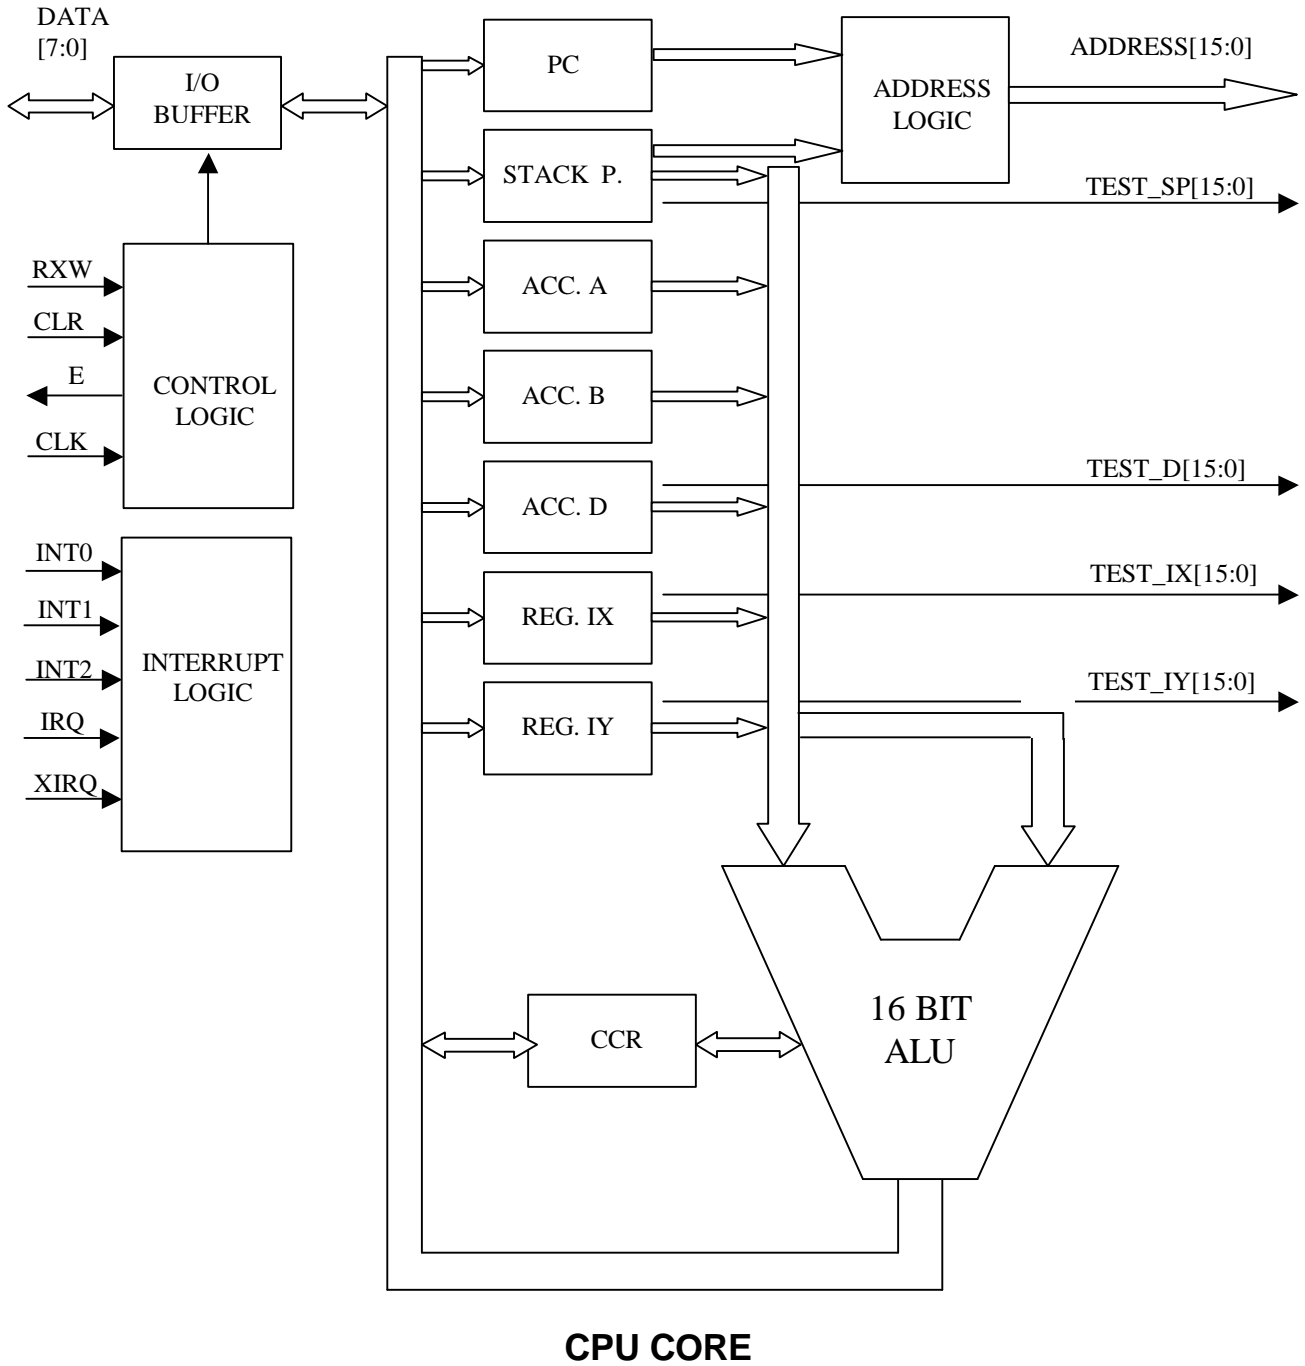 DATA
[7:0]
I/O
BUFFER
PC
ADDRESS
LOGIC
ADDRESS[15:0]
STACK P.
TEST_SP[15:0]
RXW
CLR
E
CLK
CONTROL
LOGIC
ACC. A
ACC. B
ACC. D
TEST_D[15:0]
INT0
INT1
INT2
IRQ
XIRQ
INTERRUPT
LOGIC
REG. IX
TEST_IX[15:0]
REG. IY
TEST_IY[15:0]
CCR
16 BIT
ALU
CPU CORE